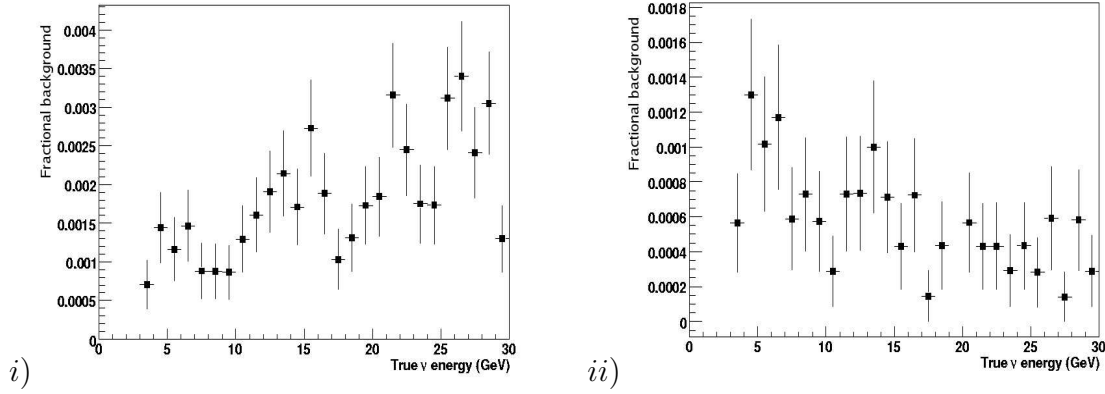 Fractional background
0.004
0.0035
0.003
0.0025
0.002
0.0015
0.001
0.0005
0
0 5 10 15 20 25 30
True ν energy (GeV)
i)
Fractional background
0.0018
0.0016
0.0014
0.0012
0.001
0.0008
0.0006
0.0004
0.0002
0
0 5 10 15 20 25 30
True ν energy (GeV)
ii)